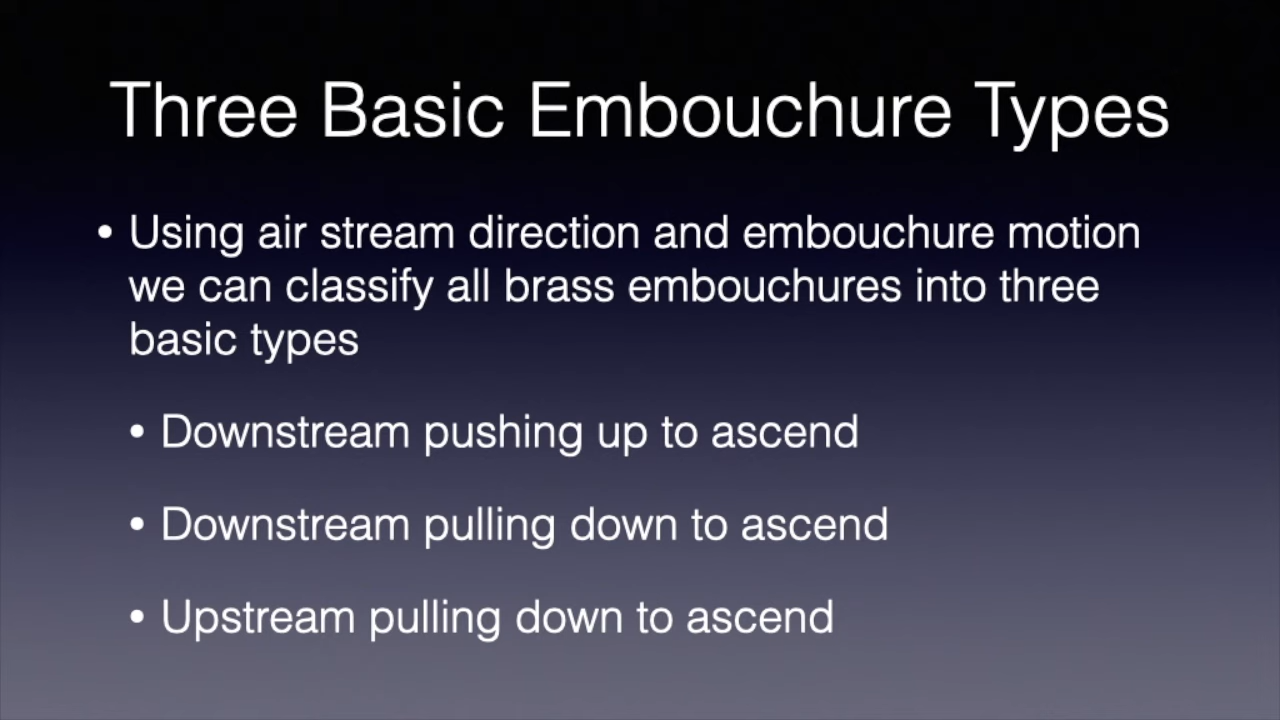 Three Basic Embouchure Types
• Using air stream direction and embouchure motion
we can classify all brass embouchures into three
basic types
• Downstream pushing up to ascend
• Downstream pulling down to ascend
• Upstream pulling down to ascend